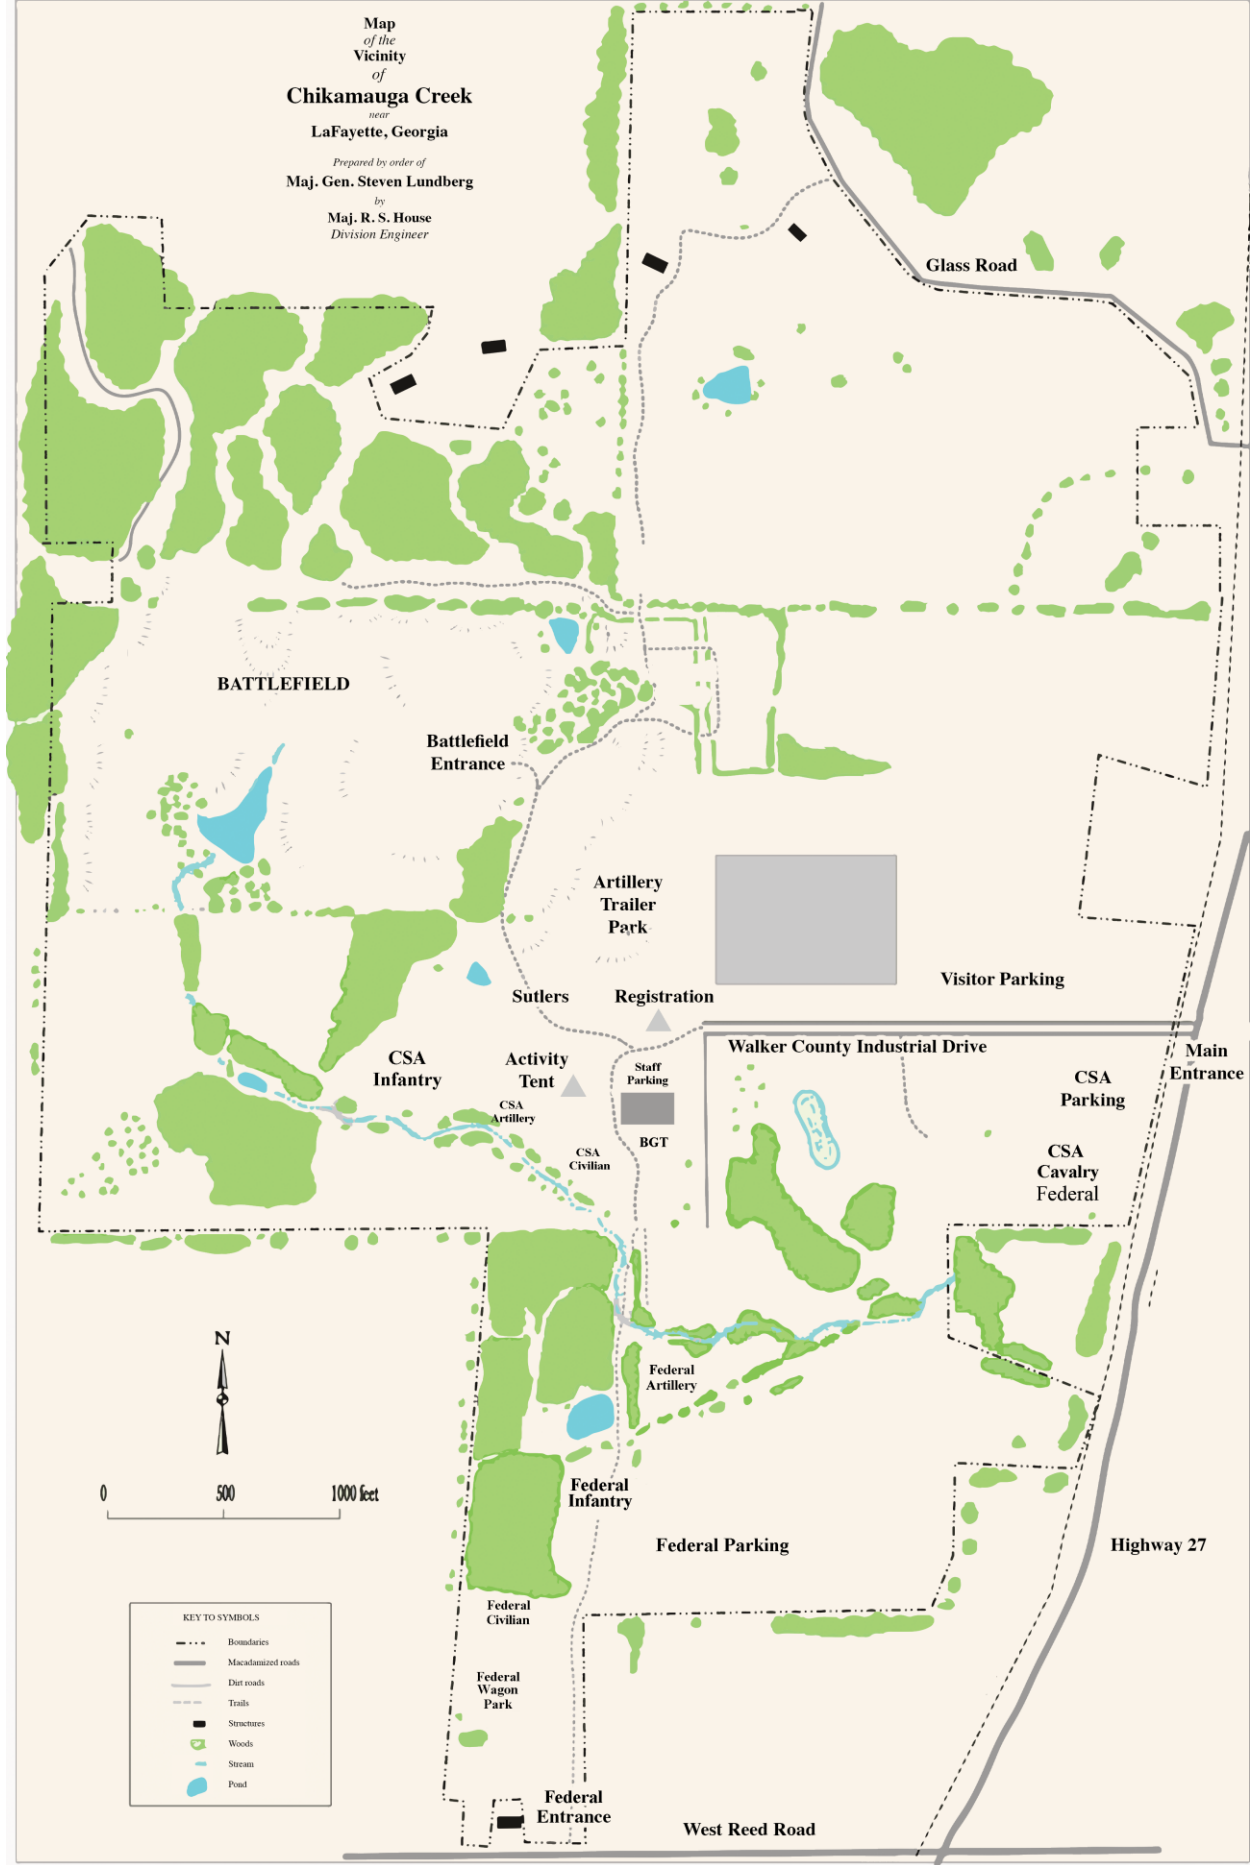 Map
of the
Vicinity
of
Chikamauga Creek
near
LaFayette, Georgia
Prepared by order of
Maj. Gen. Steven Lundberg
by
Maj. R. S. House
Division Engineer
Glass Road
BATTLEFIELD
Battlefield
Entrance
Artillery
Trailer
Park
Visitor Parking
Sutlers
Registration
Walker County Industrial Drive
Main
Entrance
CSA
Infantry
Activity
Tent
Staff
Parking
CSA
Parking
CSA
Artillery
BGT
CSA
Civilian
CSA
Cavalry
Federal
N
Federal
Artillery
0 500 1000 feet
Federal
Infantry
Federal Parking
Highway 27
Federal
Civilian
KEY TO SYMBOLS
Boundaries
Macadamized roads
Dirt roads
Trails
Structures
Woods
Stream
Pond
Federal
Wagon
Park
Federal
Entrance
West Reed Road